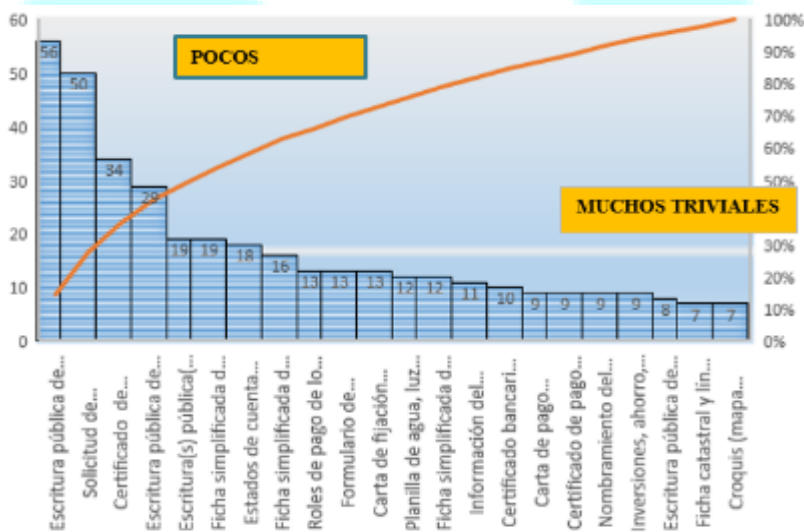 60
50
40
30
20
10
0
100%
90%
80%
70%
60%
50%
30%
20%
10%
0%
POCOS
MUCHOS TRIVIALES
56
50
34
29
19
19
18
16
13
13
13
12
12
11
10
9
9
9
9
8
7
7
Escritura pública de...
Solicitud de...
Certificado de...
Escritura pública de...
Escritura(s) pública(...
Ficha simplificada d...
Estados de cuenta...
Ficha simplificada d...
Roles de pago de lo...
Formulario de...
Carta de fijación...
Planilla de agua, luz...
Ficha simplificada d...
Información del...
Certificado bancari...
Carta de pago...
Certificado de pago...
Nombramiento del...
Inversiones, ahorro,...
Escritura pública de...
Ficha catastral y lin...
Croquis (mapa...